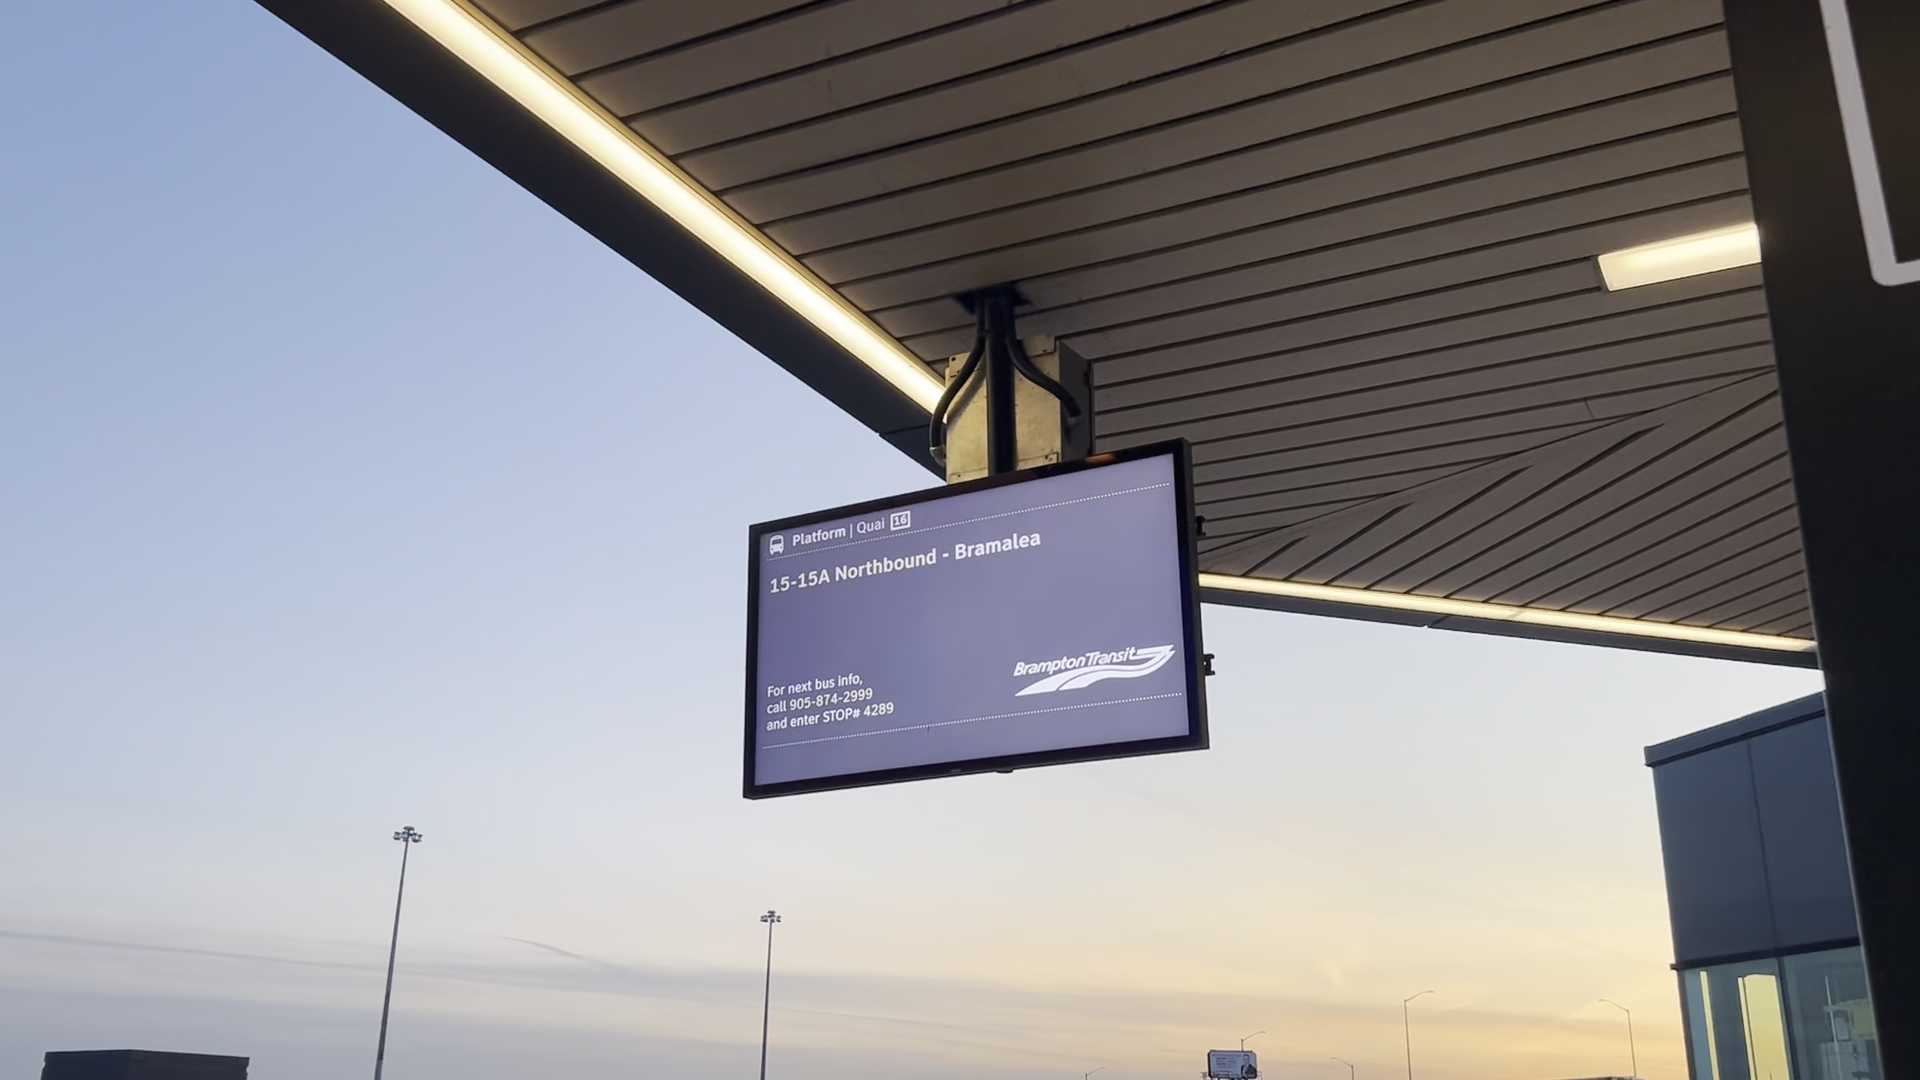 Platform | Quai 16
15-15A Northbound - Bramalea
For next bus info,
call 905-874-2999
and enter STOP# 4289
Brampton Transit